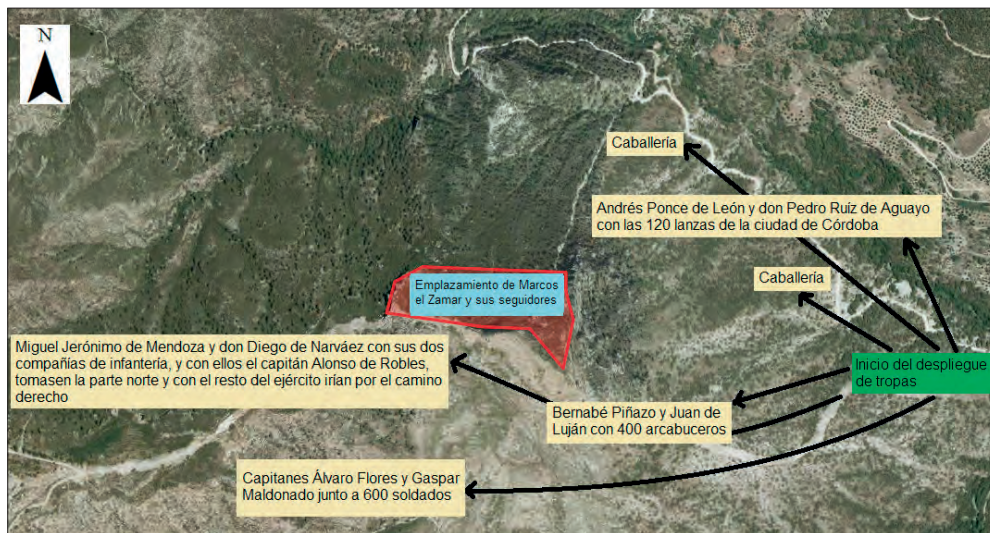 N
Caballería
Andrés Ponce de León y don Pedro Ruíz de Aguayo
con las 120 lanzas de la ciudad de Córdoba
Caballería
Emplazamiento de Marcos
el Zamar y sus seguidores
Miguel Jerónimo de Mendoza y don Diego de Narváez con sus dos
compañías de infantería, y con ellos el capitán Alonso de Robles,
tomasen la parte norte y con el resto del ejército irían por el camino
derecho
Inicio del despliegue
de tropas
Bernabé Piñazo y Juan de
Luján con 400 arcabuceros
Capitanes Álvaro Flores y Gaspar
Maldonado junto a 600 soldados